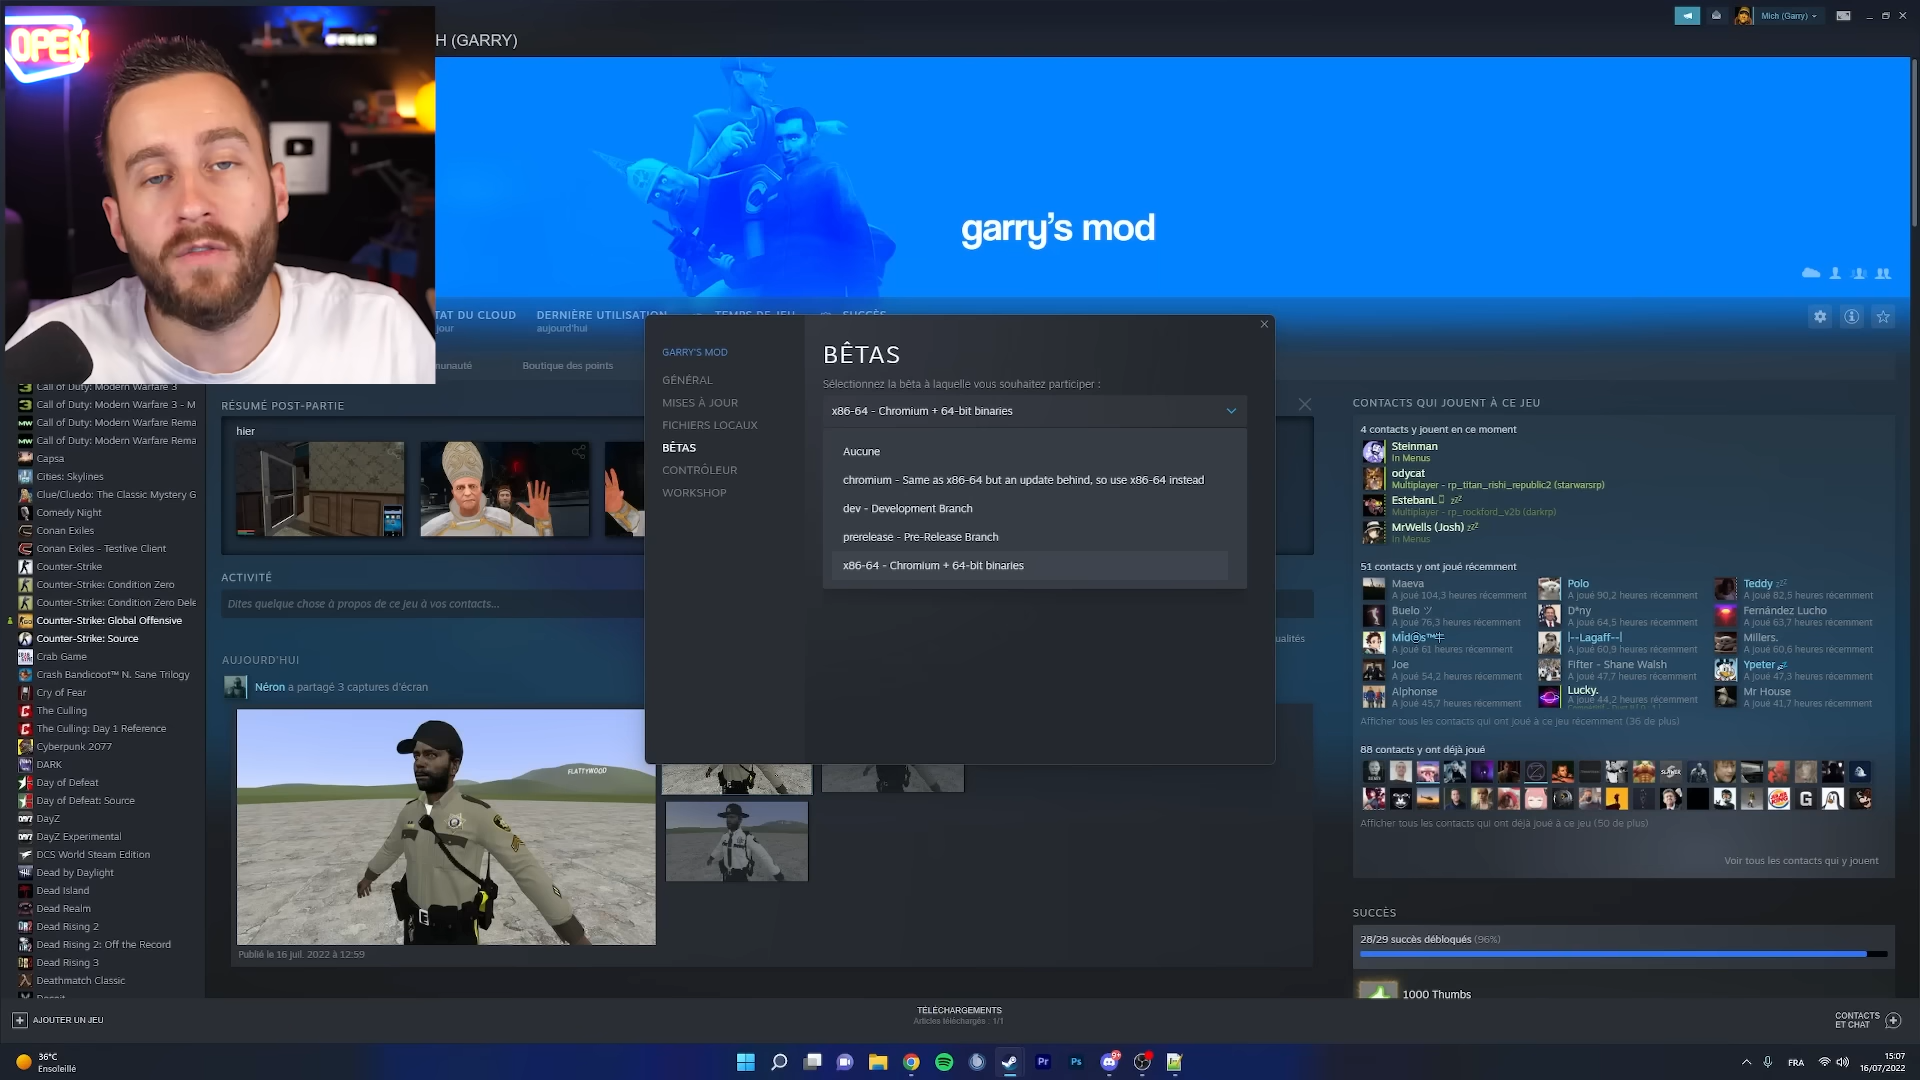 OPEN
H (GARRY)
Mich (Garry)
garry's mod
TAT DU CLOUD
jour
DERNIÈRE UTILISATION
aujourd'hui
TEMPS DE JEU
SUCCÈS
munauté
Boutique des points
GARRY'S MOD
GÉNÉRAL
MISES À JOUR
FICHIERS LOCAUX
BÊTAS
CONTRÔLEUR
WORKSHOP
BÊTAS
Sélectionnez la bêta à laquelle vous souhaitez participer :
x86-64 - Chromium + 64-bit binaries
Aucune
chromium - Same as x86-64 but an update behind, so use x86-64 instead
dev - Development Branch
prerelease - Pre-Release Branch
x86-64 - Chromium + 64-bit binaries
Call of Duty: Modern Warfare 3
Call of Duty: Modern Warfare 3 - M
Call of Duty: Modern Warfare Rema
Call of Duty: Modern Warfare Rema
Capsa
Cities: Skylines
Clue/Cluedo: The Classic Mystery G
Comedy Night
Conan Exiles
Conan Exiles - Testlive Client
Counter-Strike
Counter-Strike: Condition Zero
Counter-Strike: Condition Zero Dele
Counter-Strike: Global Offensive
Counter-Strike: Source
Crab Game
Crash Bandicoot™ N. Sane Trilogy
Cry of Fear
The Culling
The Culling: Day 1 Reference
Cyberpunk 2077
DARK
Day of Defeat
Day of Defeat: Source
DayZ
DayZ Experimental
DCS World Steam Edition
Dead by Daylight
Dead Island
Dead Realm
Dead Rising 2
Dead Rising 2: Off the Record
Dead Rising 3
Deathmatch Classic
RÉSUMÉ POST-PARTIE
hier
ACTIVITÉ
Dites quelque chose à propos de ce jeu à vos contacts...
ualités
AUJOURD'HUI
Néron a partagé 3 captures d'écran
FLATTYWOOD
Publié le 16 juil. 2022 à 12:59
CONTACTS QUI JOUENT À CE JEU
4 contacts y jouent en ce moment
Steinman
In Menus
odycat
Multiplayer - rp_titan_rishi_republic2 (starwarsrp)
EstebanL zzZ
Multiplayer - rp_rockford_v2b (darkrp)
MrWells (Josh) zzZ
In Menus
51 contacts y ont joué récemment
Maeva
A joué 104,3 heures récemment
Polo
A joué 90,2 heures récemment
Teddy zzZ
A joué 82,5 heures récemment
Buelo ツ
A joué 76,3 heures récemment
D*ny
A joué 64,5 heures récemment
Fernández Lucho
A joué 63,7 heures récemment
A joué 61 heures récemment
|--Lagaff--|
A joué 60,9 heures récemment
Millers.
A joué 60,6 heures récemment
Joe
A joué 54,2 heures récemment
Fifter - Shane Walsh
A joué 47,7 heures récemment
Ypeter
A joué 47,3 heures récemment
Alphonse
A joué 45,7 heures récemment
Lucky.
A joué 44,2 heures récemment
Mr House
A joué 41,7 heures récemment
Afficher tous les contacts qui ont joué à ce jeu récemment (36 de plus)
88 contacts y ont déjà joué
Afficher tous les contacts qui ont déjà joué à ce jeu (50 de plus)
Voir tous les contacts qui y jouent
SUCCÈS
28/29 succès débloqués (96%)
1000 Thumbs
AJOUTER UN JEU
TÉLÉCHARGEMENTS
Articles téléchargés : 1/1
CONTACTS
ET CHAT
36°C
Ensoleillé
Pr
Ps
FRA
15:07
16/07/2022